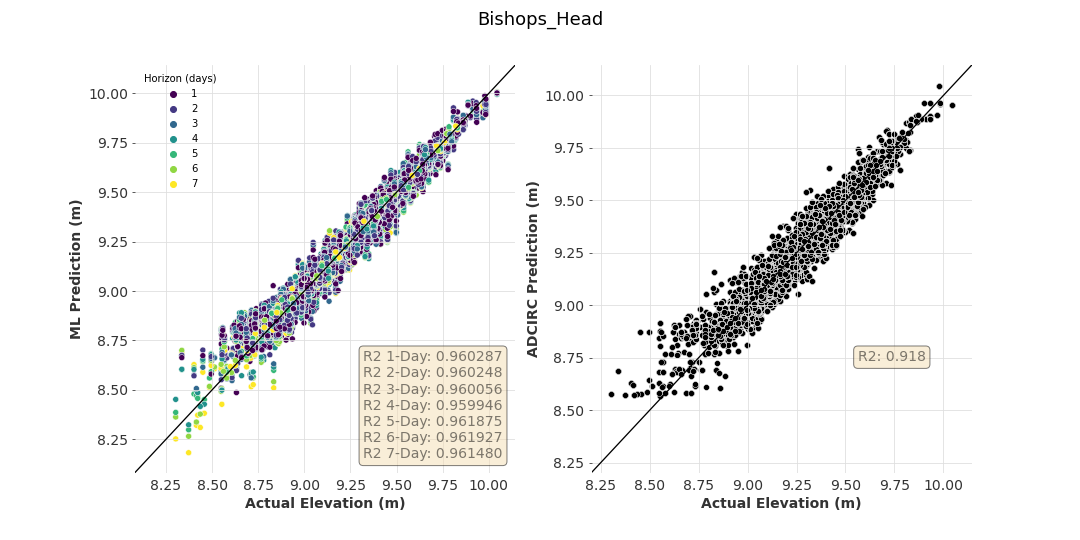 Bishops_Head
Horizon (days)
1
2
3
4
5
6
7
10.00
9.75
9.50
9.25
9.00
8.75
8.50
8.25
ML Prediction (m)
R2 1-Day: 0.960287
R2 2-Day: 0.960248
R2 3-Day: 0.960056
R2 4-Day: 0.959946
R2 5-Day: 0.961875
R2 6-Day: 0.961927
R2 7-Day: 0.961480
8.25 8.50 8.75 9.00 9.25 9.50 9.75 10.00
Actual Elevation (m)
10.00
9.75
9.50
9.25
9.00
8.75
8.50
8.25
ADCIRC Prediction (m)
R2: 0.918
8.25 8.50 8.75 9.00 9.25 9.50 9.75 10.00
Actual Elevation (m)